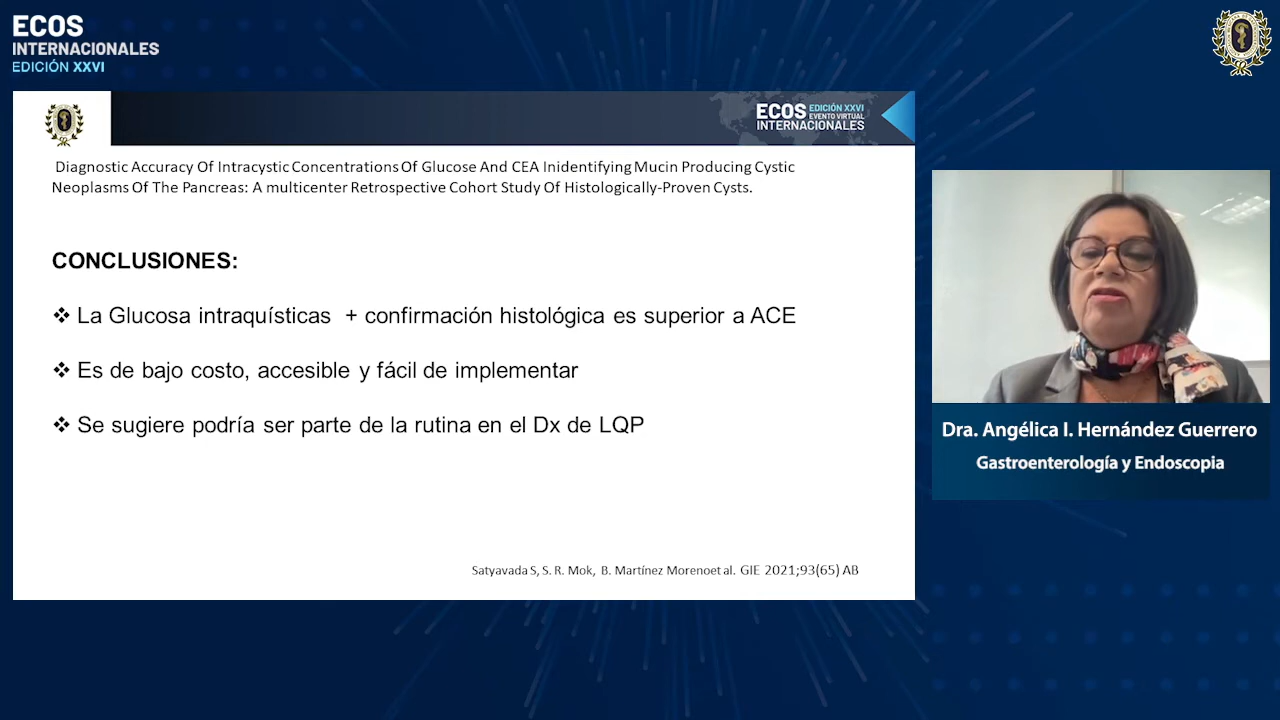 ECOS
INTERNACIONALES
EDICIÓN XXVI
ECOS EDICIÓN XXVI
EVENTO VIRTUAL
INTERNACIONALES
Diagnostic Accuracy Of Intracystic Concentrations Of Glucose And CEA Inidentifying Mucin Producing Cystic
Neoplasms Of The Pancreas: A multicenter Retrospective Cohort Study Of Histologically-Proven Cysts.
CONCLUSIONES:
❖ La Glucosa intraquísticas + confirmación histológica es superior a ACE
❖ Es de bajo costo, accesible y fácil de implementar
❖ Se sugiere podría ser parte de la rutina en el Dx de LQP
Satyavada S, S. R. Mok, B. Martínez Morenoet al. GIE 2021;93(65) AB
Dra. Angélica I. Hernández Guerrero
Gastroenterología y Endoscopia